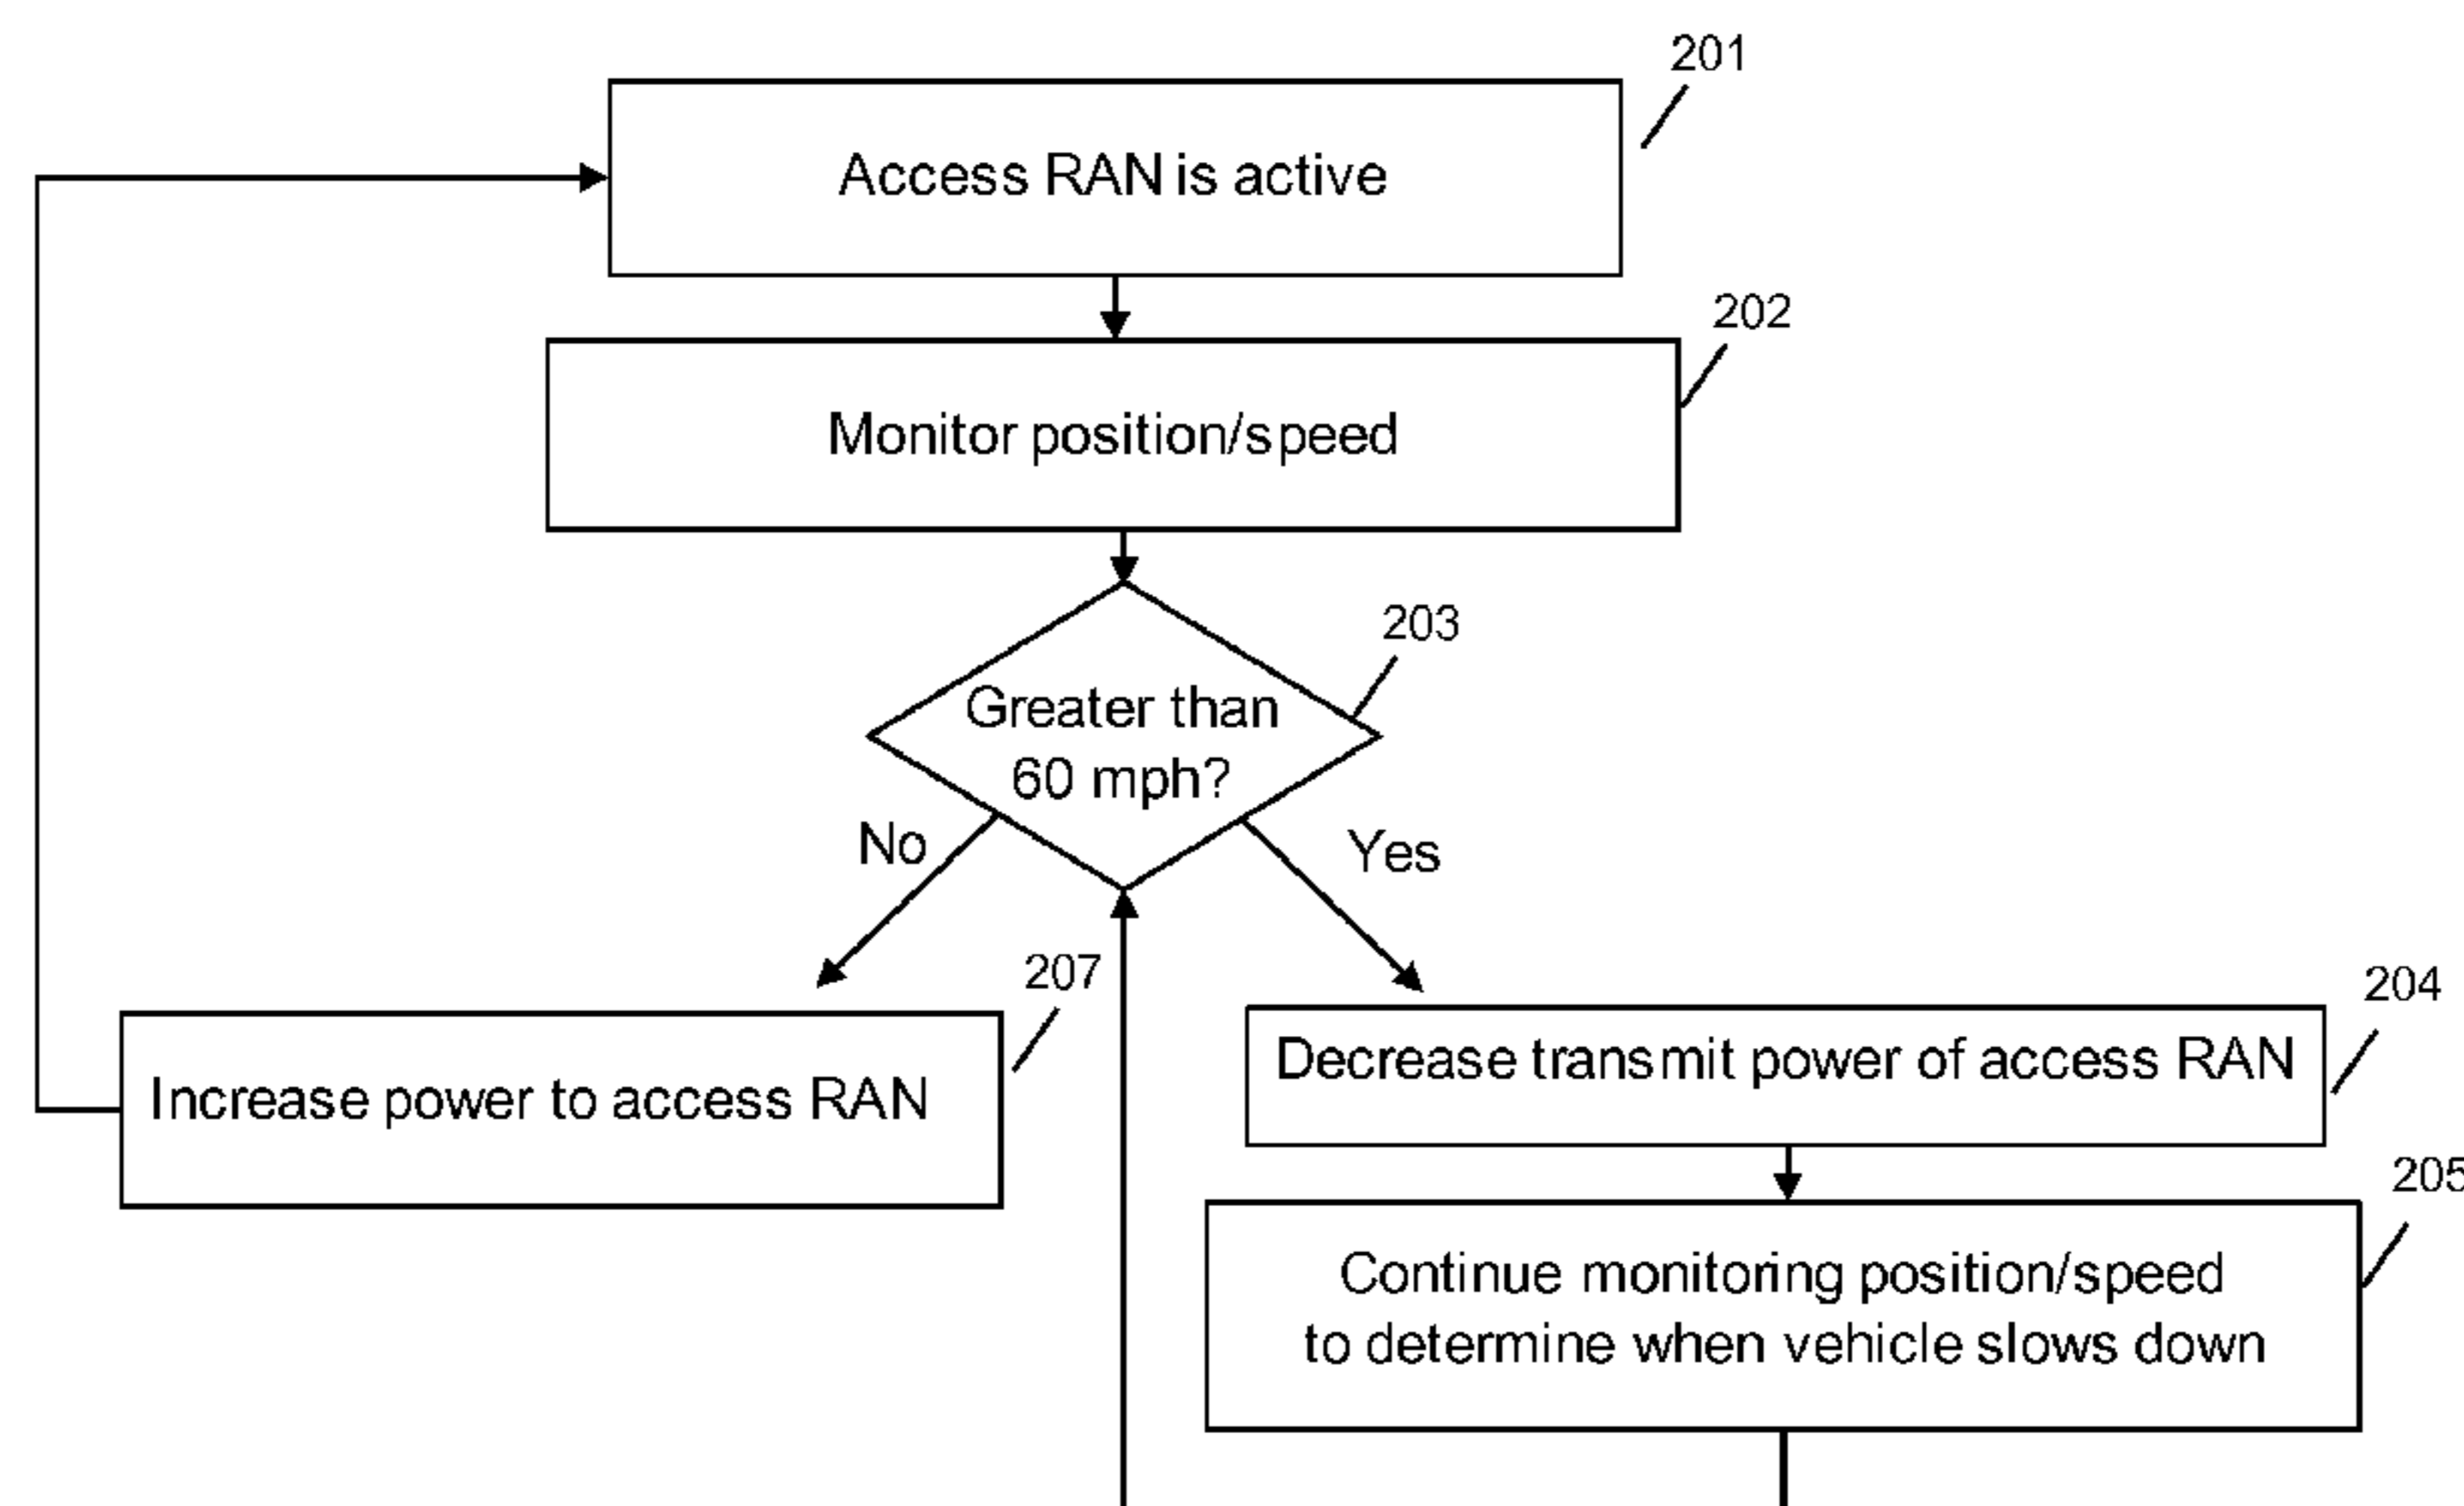 201
Access RAN is active
202
Monitor position/speed
203
Greater than
60 mph?
No
Yes
207
204
Increase power to access RAN
Decrease transmit power of access RAN
205
Continue monitoring position/speed
to determine when vehicle slows down